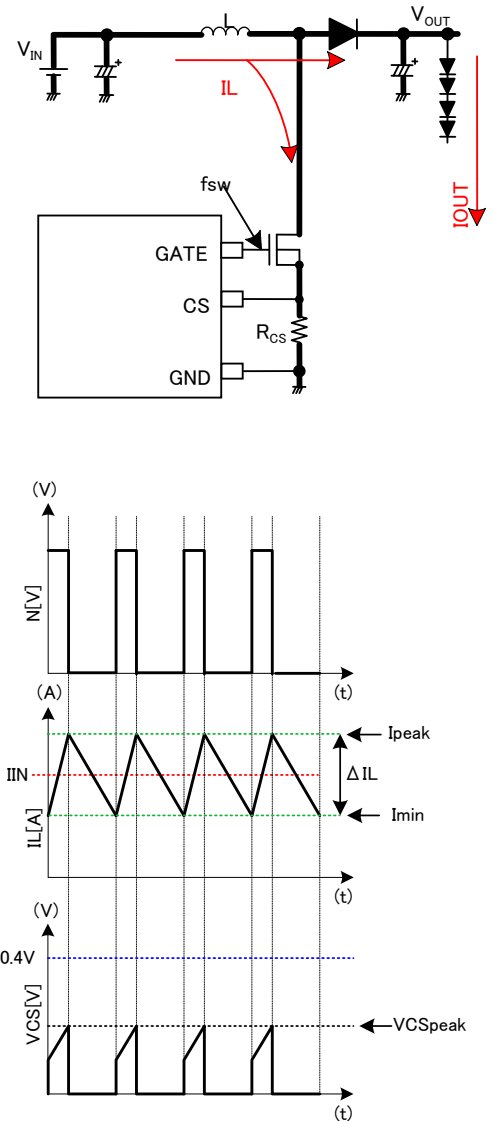 L
VOUT
VIN
+
+
IL
fsw
IOUT
GATE
CS
RCS
GND
(V)
N[V]
(t)
(A)
Ipeak
IIN
ΔIL
IL[A]
Imin
(t)
(V)
0.4V
VCS[V]
VCSpeak
(t)